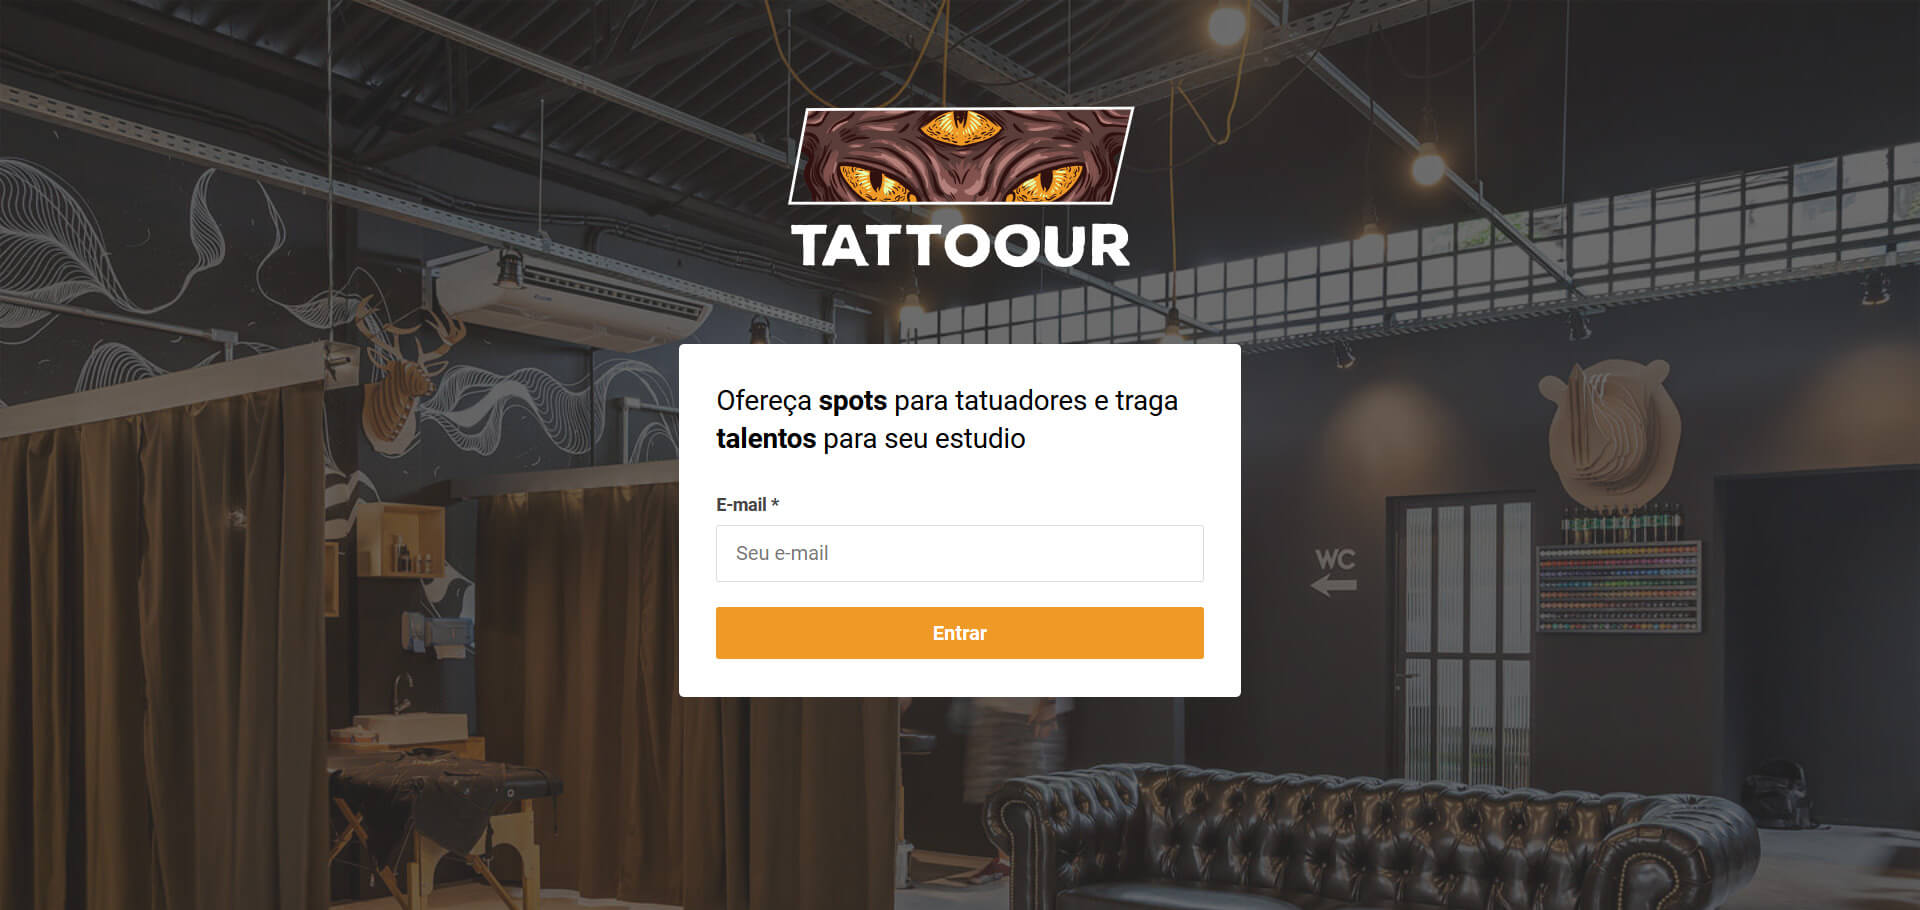 TATTOOUR
Ofereça spots para tatuadores e traga
talentos para seu estudio
E-mail *
Seu e-mail
Entrar
WC